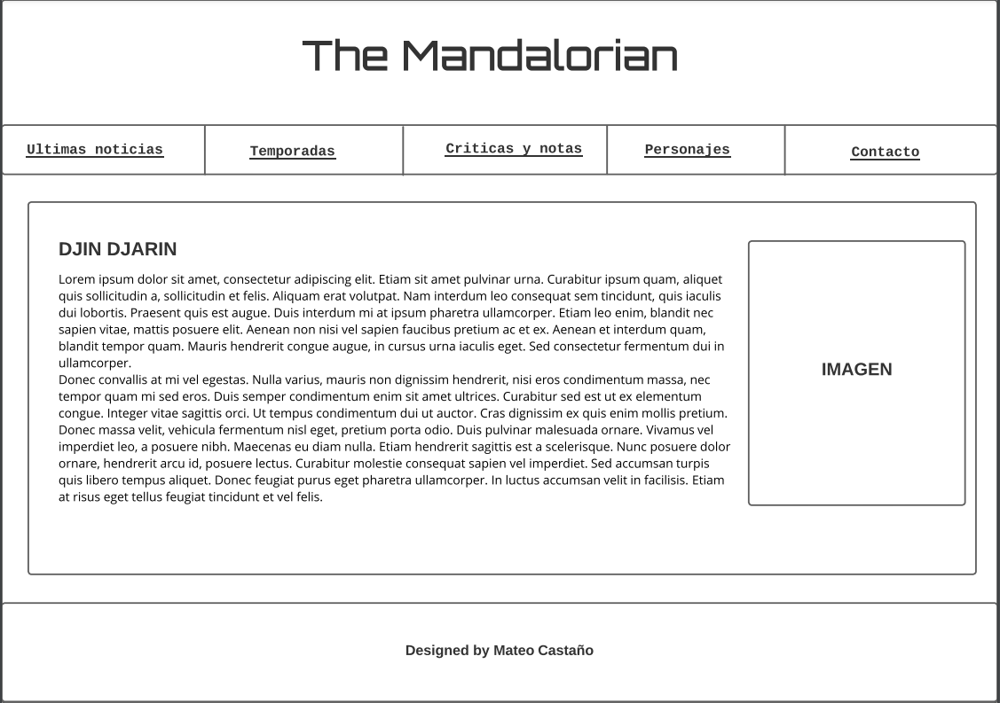 The Mandalorian
Ultimas noticias
Temporadas
Criticas y notas
Personajes
Contacto
DJIN DJARIN
Lorem ipsum dolor sit amet, consectetur adipiscing elit. Etiam sit amet pulvinar urna. Curabitur ipsum quam, aliquet
quis sollicitudin a, sollicitudin et felis. Aliquam erat volutpat. Nam interdum leo consequat sem tincidunt, quis iaculis
dui lobortis. Praesent quis est augue. Duis interdum mi at ipsum pharetra ullamcorper. Etiam leo enim, blandit nec
sapien vitae, mattis posuere elit. Aenean non nisi vel sapien faucibus pretium ac et ex. Aenean et interdum quam,
blandit tempor quam. Mauris hendrerit congue augue, in cursus urna iaculis eget. Sed consectetur fermentum dui in
ullamcorper.
Donec convallis at mi vel egestas. Nulla varius, mauris non dignissim hendrerit, nisi eros condimentum massa, nec
tempor quam mi sed eros. Duis semper condimentum enim sit amet ultrices. Curabitur sed est ut ex elementum
congue. Integer vitae sagittis orci. Ut tempus condimentum dui ut auctor. Cras dignissim ex quis enim mollis pretium.
Donec massa velit, vehicula fermentum nisl eget, pretium porta odio. Duis pulvinar malesuada ornare. Vivamus vel
imperdiet leo, a posuere nibh. Maecenas eu diam nulla. Etiam hendrerit sagittis est a scelerisque. Nunc posuere dolor
ornare, hendrerit arcu id, posuere lectus. Curabitur molestie consequat sapien vel imperdiet. Sed accumsan turpis
quis libero tempus aliquet. Donec feugiat purus eget pharetra ullamcorper. In luctus accumsan velit in facilisis. Etiam
at risus eget tellus feugiat tincidunt et vel felis.
IMAGEN
Designed by Mateo Castaño